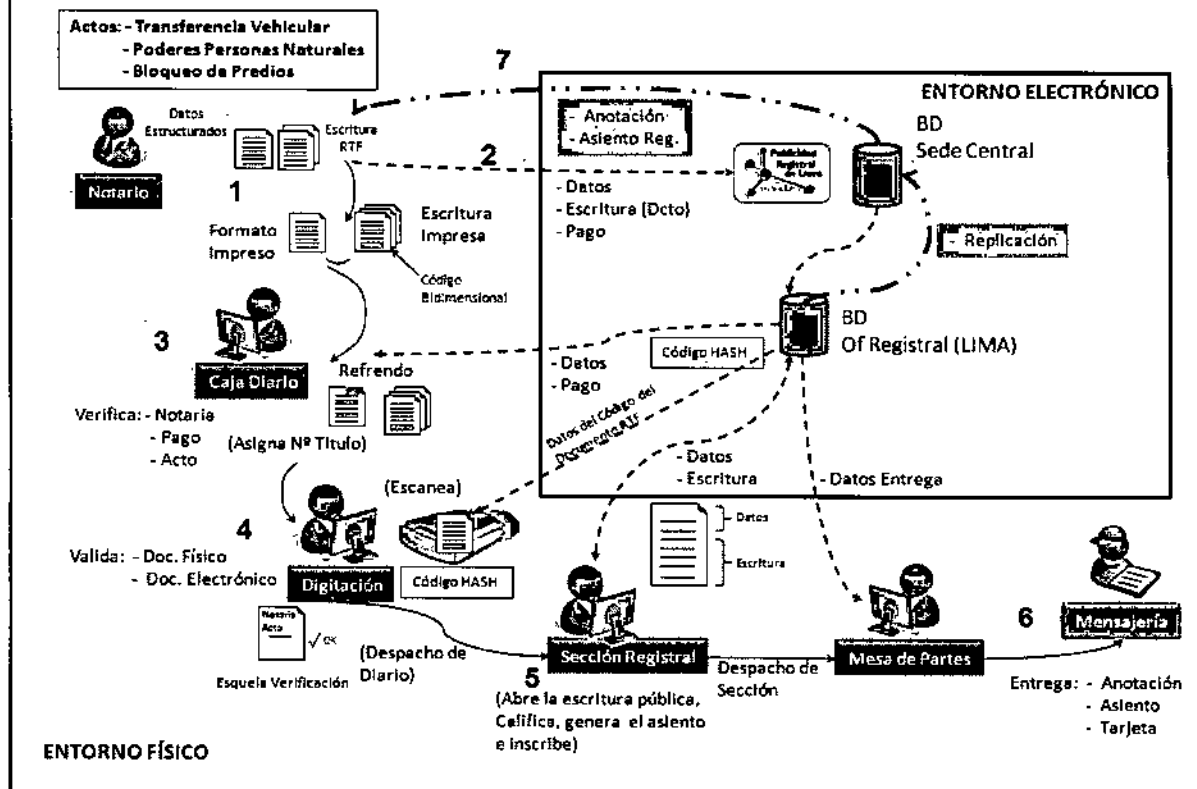 Actos: - Transferencia Vehicular
- Poderes Personas Naturales
- Bloqueo de Predios
7
ENTORNO ELECTRÓNICO
Datos
Estructurados
Escritura
RTF
- Anotación
- Asiento Reg.
BD
Sede Central
Notario
1
2
Publicidad
Registral
- Datos
- Escritura (Dcto)
- Pago
Formato
Impreso
Escritura
Impresa
- Replicación
Código
Bidimensional
3
BD
Of Registral (LIMA)
Caja Diario
Refrendo
- Datos
- Pago
Código HASH
Verifica: - Notaria
- Pago
- Acto
(Asigna Nº Titulo)
Datos del Código del
Documento RTF
- Datos
- Escritura
- Datos Entrega
(Escanea)
4
Datos
Escritura
Valida: - Doc. Físico
- Doc. Electrónico
Digitación
Código HASH
Notaria
Acto
OK
6
Mensajería
Esquela Verificación
(Despacho de
Diario)
Sección Registral
5
Despacho de
Sección
Mesa de Partes
(Abre la escritura pública,
Califica, genera el asiento
e inscribe)
Entrega: - Anotación
- Asiento
- Tarjeta
ENTORNO FÍSICO